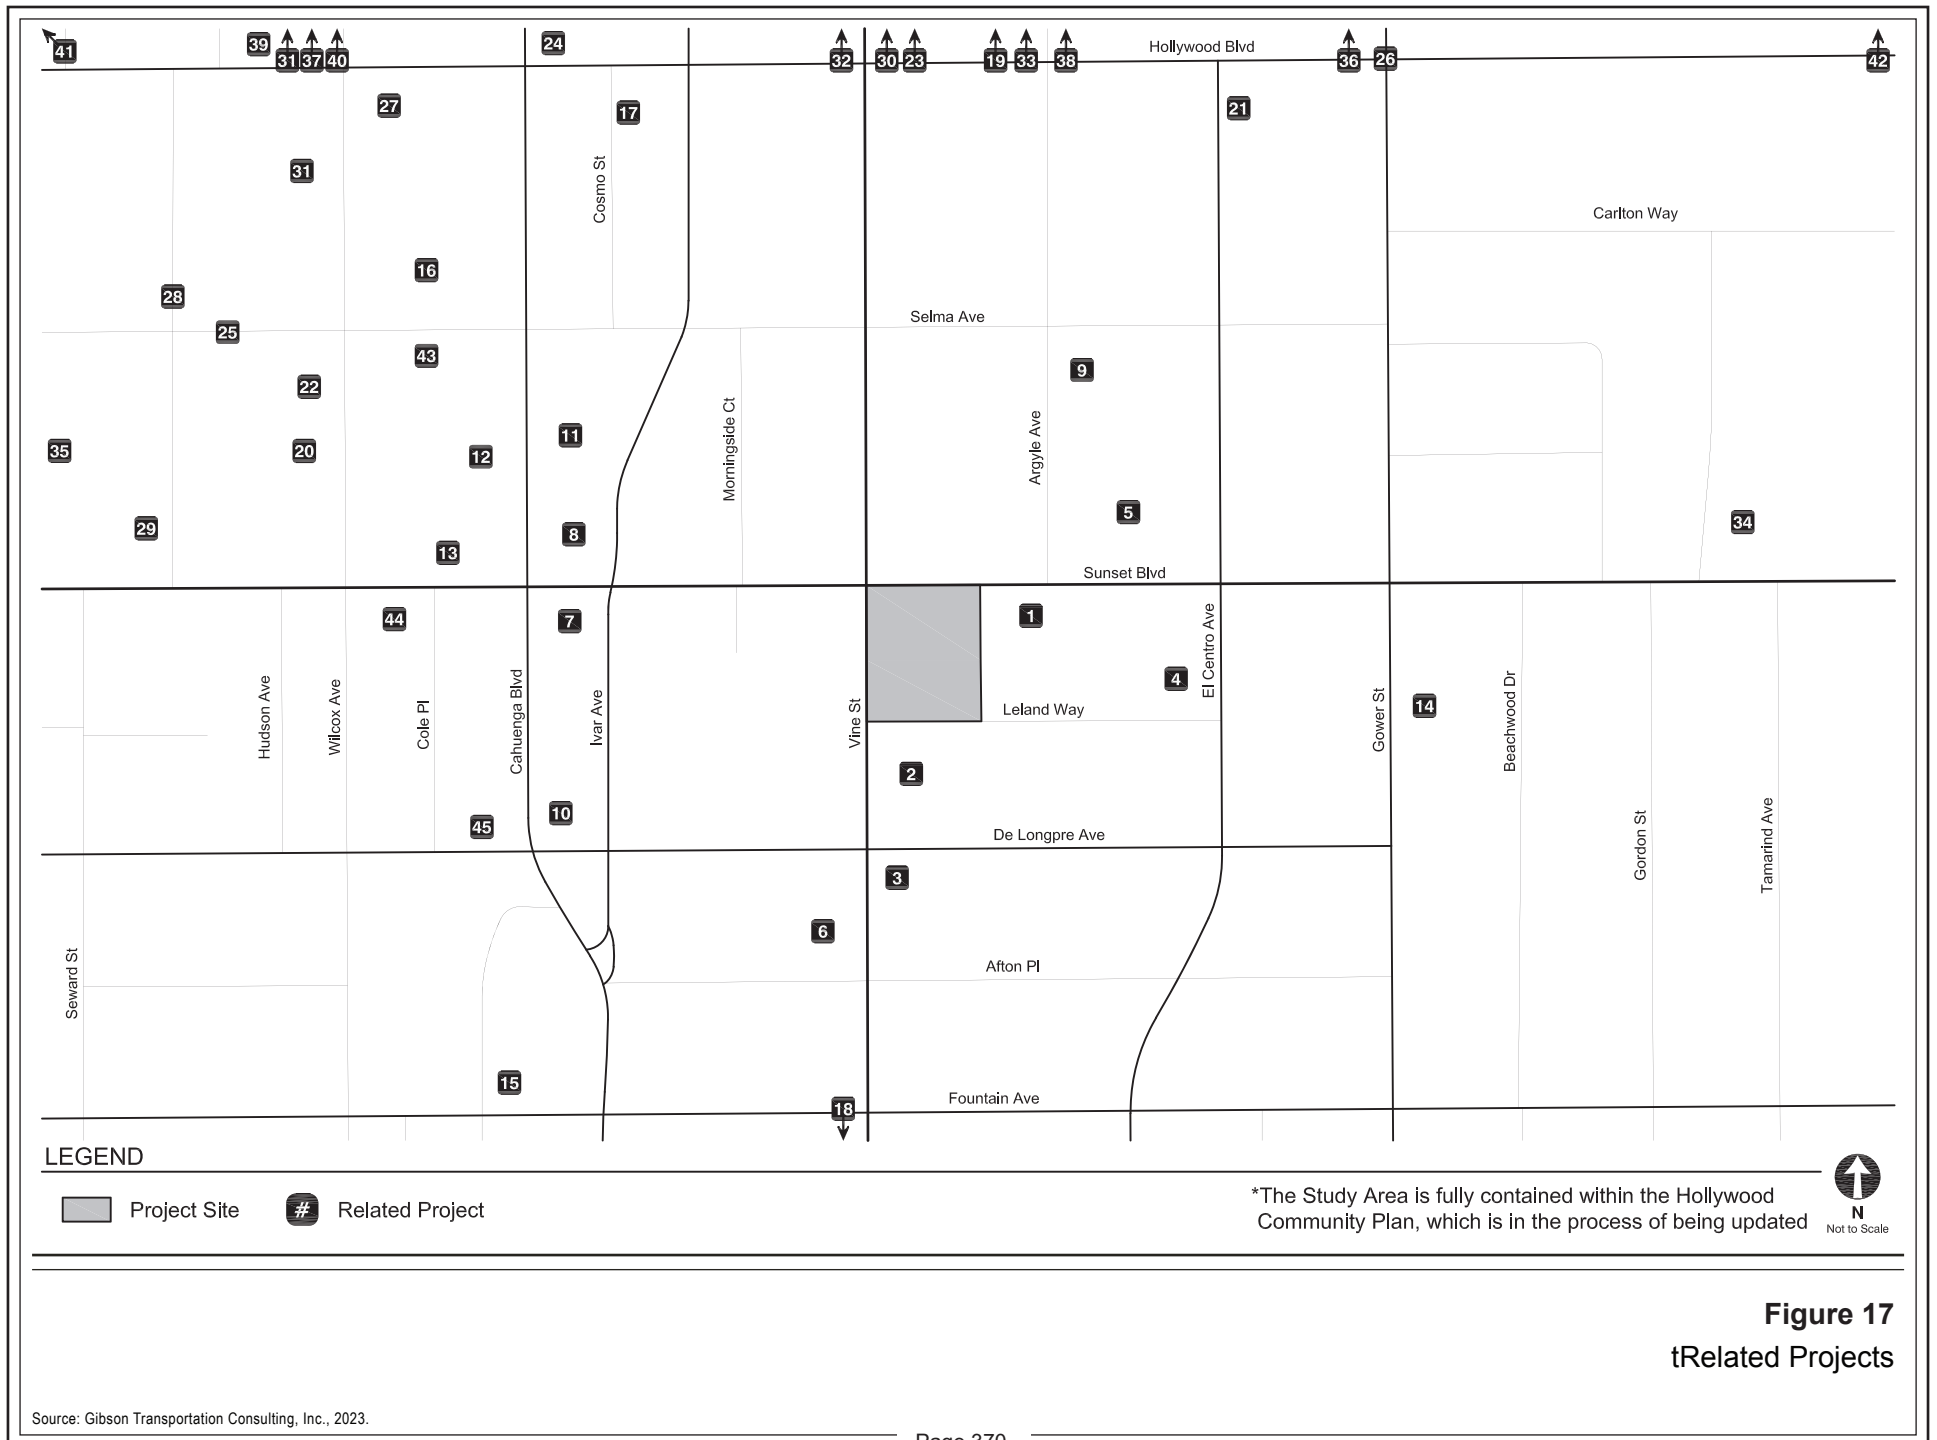 41
39
31
37
40
24
32
30
23
19
33
38
Hollywood Blvd
36
26
42
27
17
21
31
Cosmo St
Carlton Way
16
28
25
Selma Ave
43
22
9
35
20
12
11
Morningside Ct
Argyle Ave
29
13
8
5
34
Sunset Blvd
44
7
1
4
El Centro Ave
Hudson Ave
Wilcox Ave
Cole Pl
Cahuenga Blvd
Ivar Ave
Vine St
Leland Way
Gower St
14
Beachwood Dr
2
45
10
De Longpre Ave
Gordon St
Tamarind Ave
3
6
Seward St
Afton Pl
15
18
Fountain Ave
LEGEND
Project Site
# Related Project
*The Study Area is fully contained within the Hollywood
Community Plan, which is in the process of being updated
N
Not to Scale
Figure 17
tRelated Projects
Source: Gibson Transportation Consulting, Inc., 2023.
Page 370